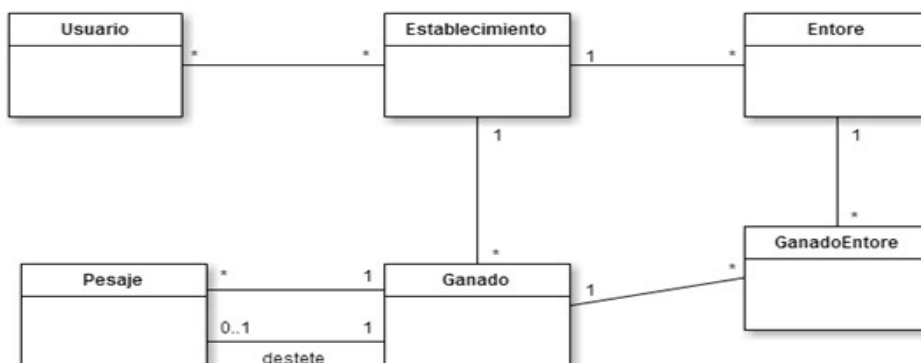 Usuario
Establecimiento
Entore
* * 1 *
1 1
* *
GanadoEntore
Pesaje
Ganado
* 1
1 *
0..1 1
destete